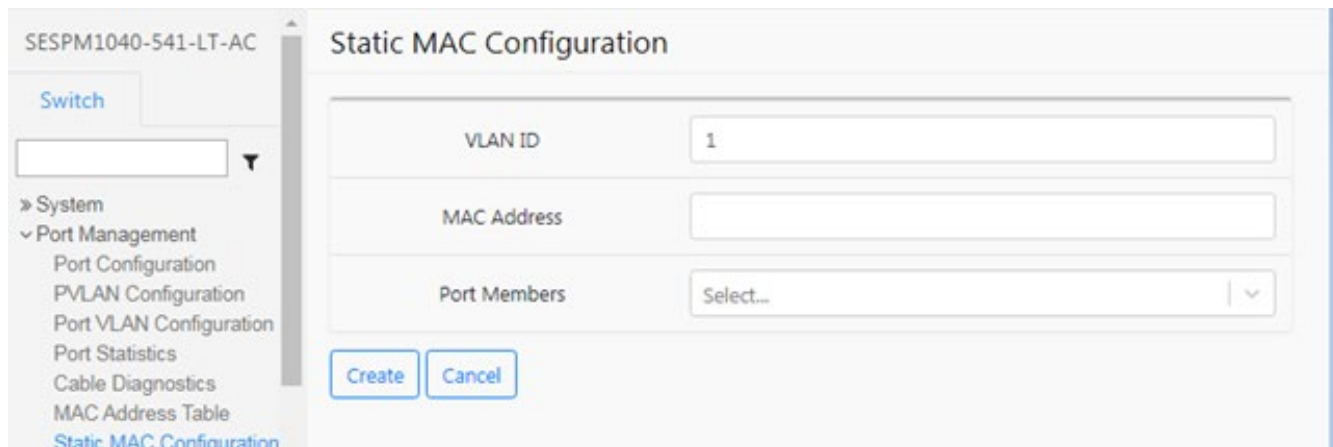 SESPM1040-541-LT-AC
Switch
» System
Port Management
Port Configuration
PVLAN Configuration
Port VLAN Configuration
Port Statistics
Cable Diagnostics
MAC Address Table
Static MAC Configuration
Static MAC Configuration
VLAN ID
1
MAC Address
Port Members
Select...
Create
Cancel